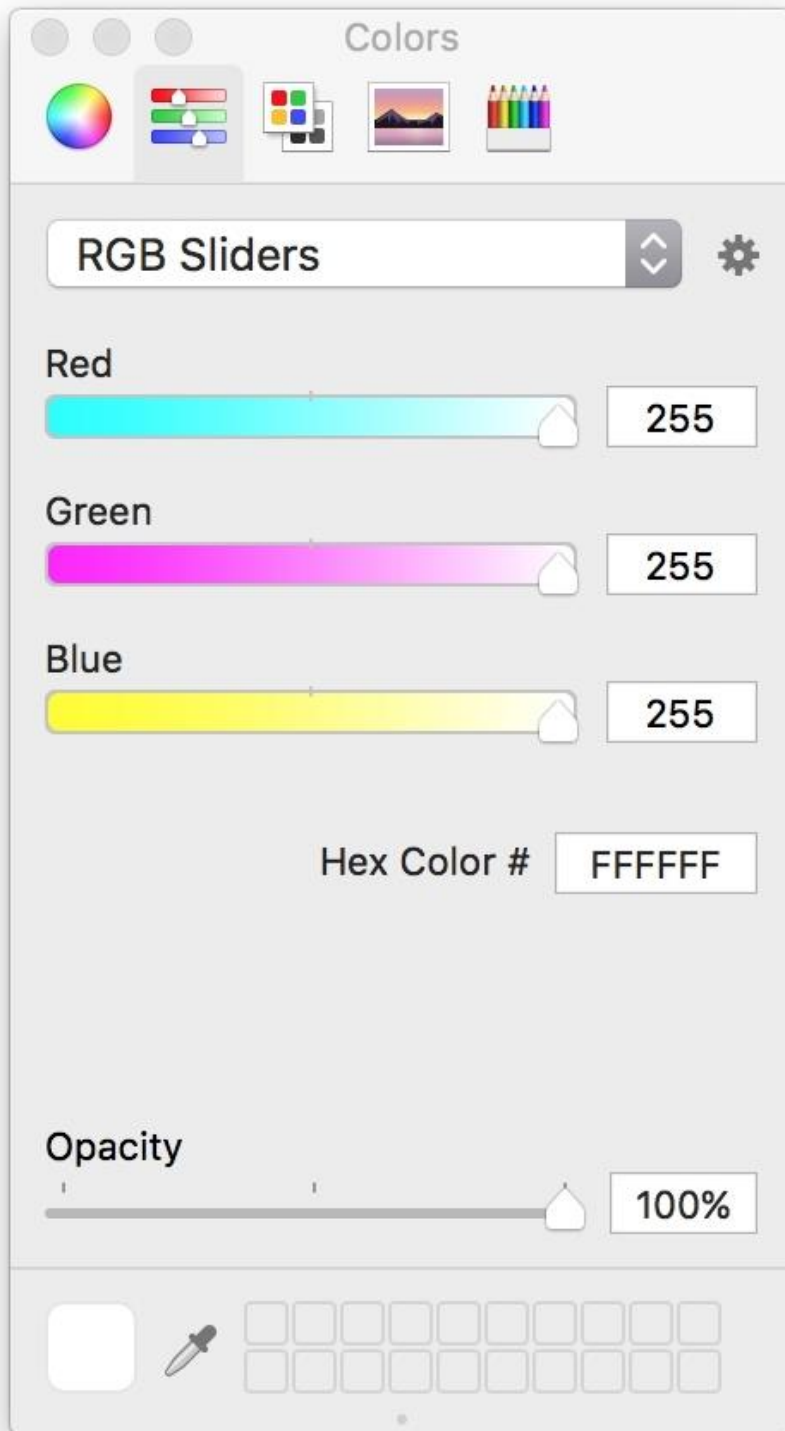 Colors
RGB Sliders
Red
255
Green
255
Blue
255
Hex Color # FFFFFF
Opacity
100%